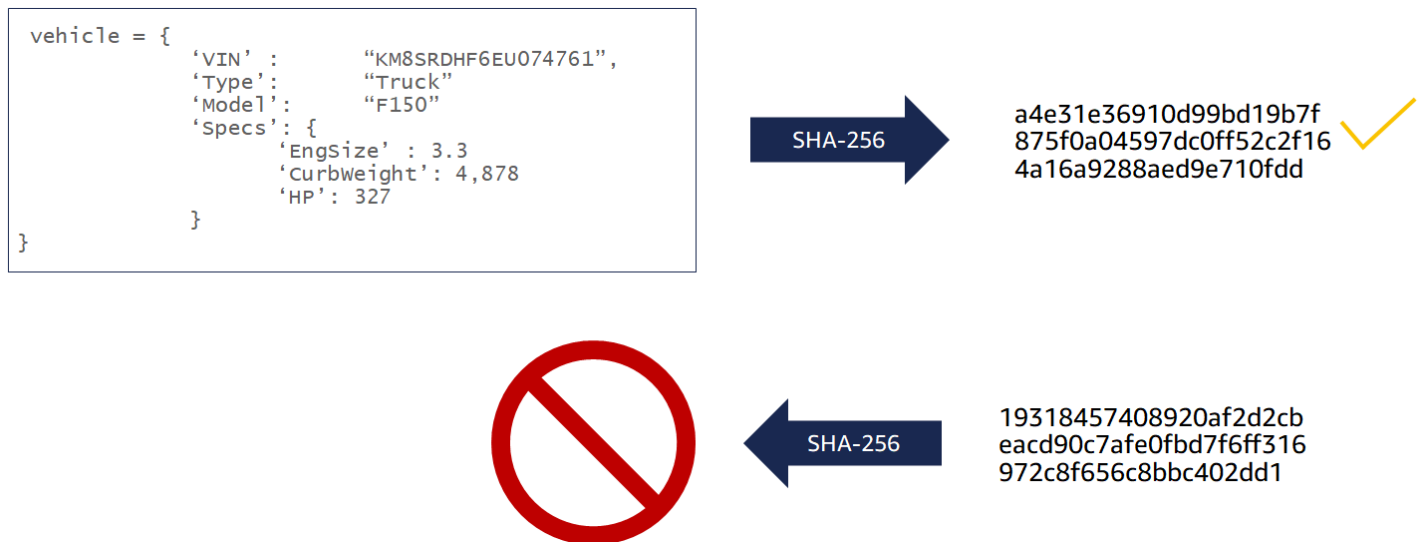 vehicle = {
‘VIN’ : “KM8SRDHF6EU074761”,
‘Type’: “Truck”
‘Model’: “F150”
‘Specs’: {
‘EngSize’ : 3.3
‘CurbWeight’: 4,878
‘HP’: 327
}
}
SHA-256
a4e31e36910d99bd19b7f
875f0a04597dc0ff52c2f16
4a16a9288aed9e710fdd
SHA-256
19318457408920af2d2cb
eacd90c7afe0fbd7f6ff316
972c8f656c8bbc402dd1